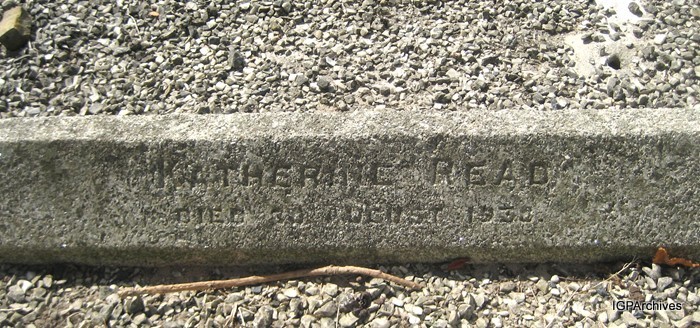 KATHERINE READ
DIED AUGUST
IGPArchives